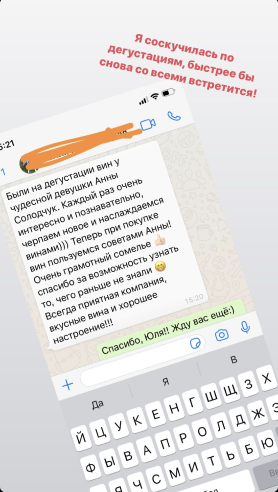 Я соскучилась по
дегустациям, быстрее бы
снова со всеми встретится!
5:21
1
Были на дегустации вин у
чудесной девушки Анны
Солодчук. Каждый раз очень
интересно и познавательно,
черпаем новое и наслаждаемся
винами))) Теперь при покупке
вин пользуемся советами Анны!
Очень грамотный сомелье 👍🏻
спасибо за возможность узнать
то, чего раньше не знали 😄
Всегда приятная компания,
вкусные вина и хорошее
настроение!!!
15:20
Спасибо, Юля!! Жду вас ещё:)
Да Я В
Й Ц У К Е Н Г Ш Щ З Х
Ф Ы В А П Р О Л Д Ж Э
Я Ч С М И Т Ь Б Ю